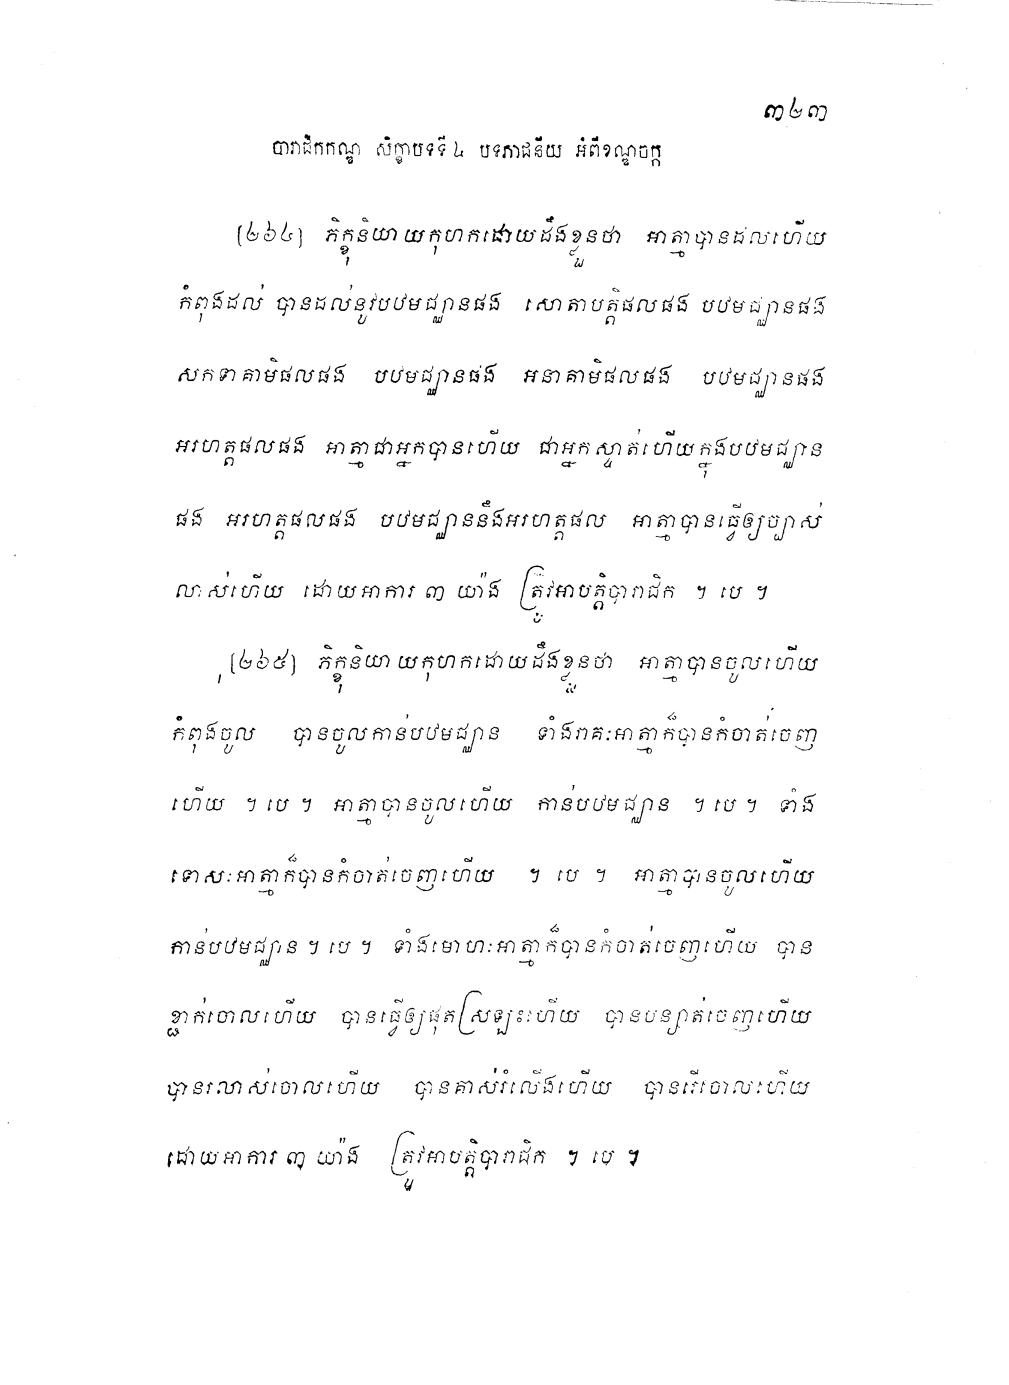 ៣៤៣
បារាជិកកណ្ឌ សិក្ខាបទទី ៤ បទភាជនីយ អំពីខណ្ឌចក្ក
(២៦៤) ភិក្ខុនិយាយកុហកដោយដឹងខ្លួនថា អាត្មាបានដល់ហើយ
កំពុងដល់ បានដល់នូវបឋមជ្ឈានផង សោតាបត្តិផលផង បឋមជ្ឈានផង
សកទាគាមិផលផង បឋមជ្ឈានផង អនាគាមិផលផង បឋមជ្ឈានផង
អរហត្តផលផង អាត្មាជាអ្នកបានហើយ ជាអ្នកស្ទាត់ហើយក្នុងបឋមជ្ឈាន
ផង អរហត្តផលផង បឋមជ្ឈាននឹងអរហត្តផល អាត្មាបានធ្វើឲ្យច្បាស់
លាស់ហើយ ដោយអាការ ៣ យ៉ាង ត្រូវអាបត្តិបារាជិក ។ បេ ។
(២៦៥) ភិក្ខុនិយាយកុហកដោយដឹងខ្លួនថា អាត្មាបានចូលហើយ
កំពុងចូល បានចូលកាន់បឋមជ្ឈាន ទាំងរាគៈអាត្មាក៏បានកំចាត់ចេញ
ហើយ ។ បេ ។ អាត្មាបានចូលហើយ កាន់បឋមជ្ឈាន ។ បេ ។ ទាំង
ទោសៈអាត្មាក៏បានកំចាត់ចេញហើយ ។ បេ ។ អាត្មាបានចូលហើយ
កាន់បឋមជ្ឈាន ។ បេ ។ ទាំងមោហៈអាត្មាក៏បានកំចាត់ចេញហើយ បាន
ខ្ជាក់ចោលហើយ បានធ្វើឲ្យផុតស្រឡះហើយ បានបន្សាត់ចេញហើយ
បានរលាស់ចោលហើយ បានគាស់រំលើងហើយ បានរើចោលហើយ
ដោយអាការ ៣ យ៉ាង ត្រូវអាបត្តិបារាជិក ។ បេ ។